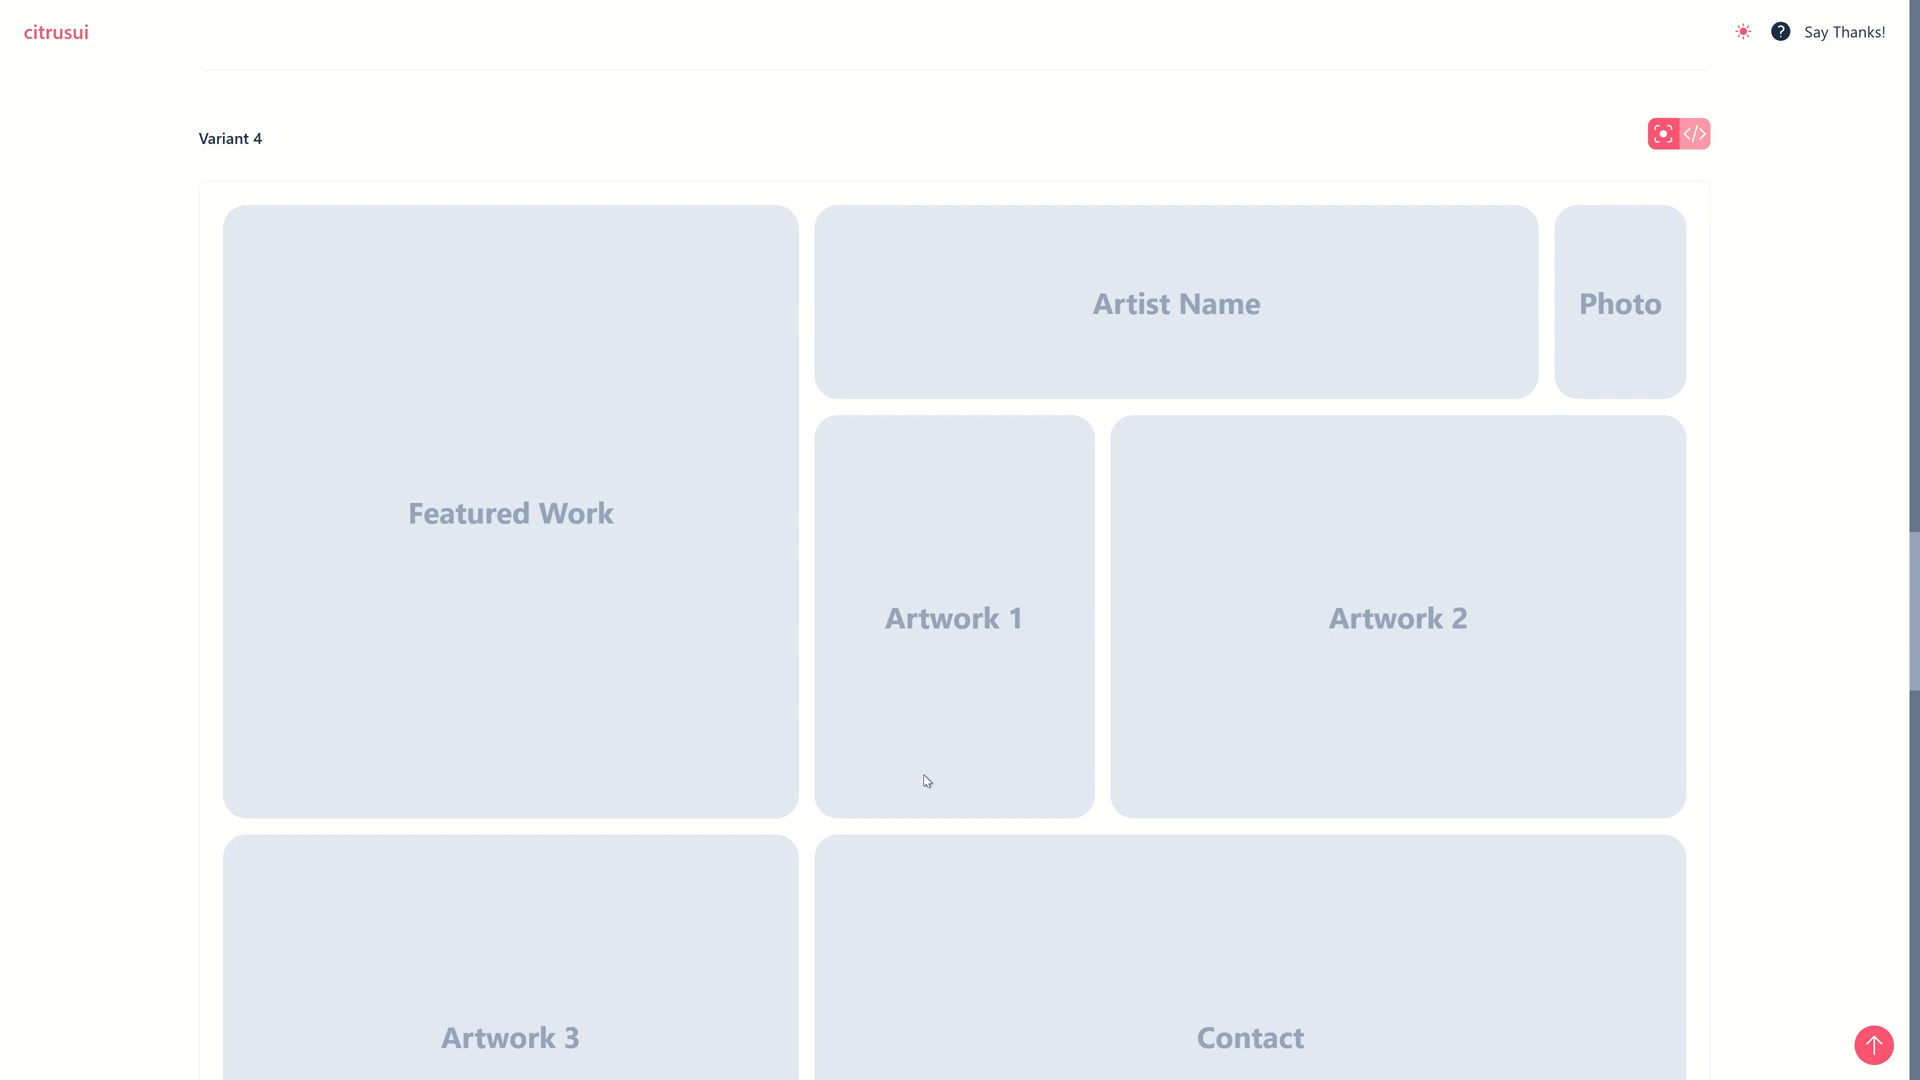 citrusui
? Say Thanks!
Variant 4
</>
Featured Work
Artist Name
Photo
Artwork 1
Artwork 2
Artwork 3
Contact